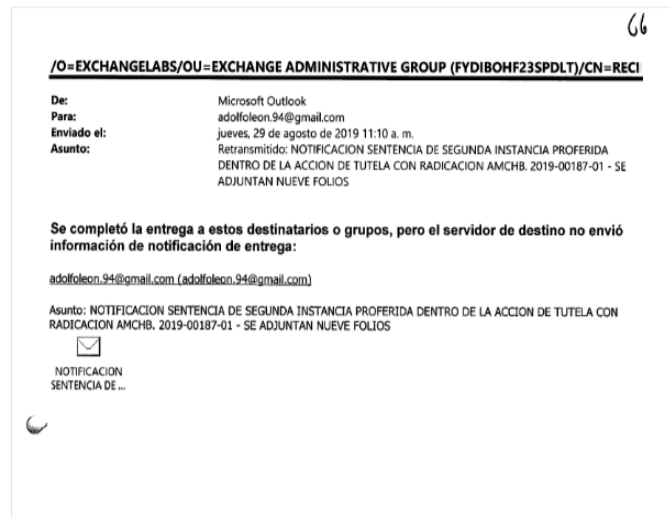 66
/O=EXCHANGELABS/OU=EXCHANGE ADMINISTRATIVE GROUP (FYDIBOHF23SPDLT)/CN=RECI
De: Microsoft Outlook
Para: adolfoleon.94@gmail.com
Enviado el: jueves, 29 de agosto de 2019 11:10 a. m.
Asunto: Retransmitido: NOTIFICACION SENTENCIA DE SEGUNDA INSTANCIA PROFERIDA
DENTRO DE LA ACCION DE TUTELA CON RADICACION AMCHB. 2019-00187-01 - SE
ADJUNTAN NUEVE FOLIOS
Se completó la entrega a estos destinatarios o grupos, pero el servidor de destino no envió
información de notificación de entrega:
adolfoleon.94@gmail.com (adolfoleon.94@gmail.com)
Asunto: NOTIFICACION SENTENCIA DE SEGUNDA INSTANCIA PROFERIDA DENTRO DE LA ACCION DE TUTELA CON
RADICACION AMCHB. 2019-00187-01 - SE ADJUNTAN NUEVE FOLIOS
NOTIFICACION
SENTENCIA DE ...